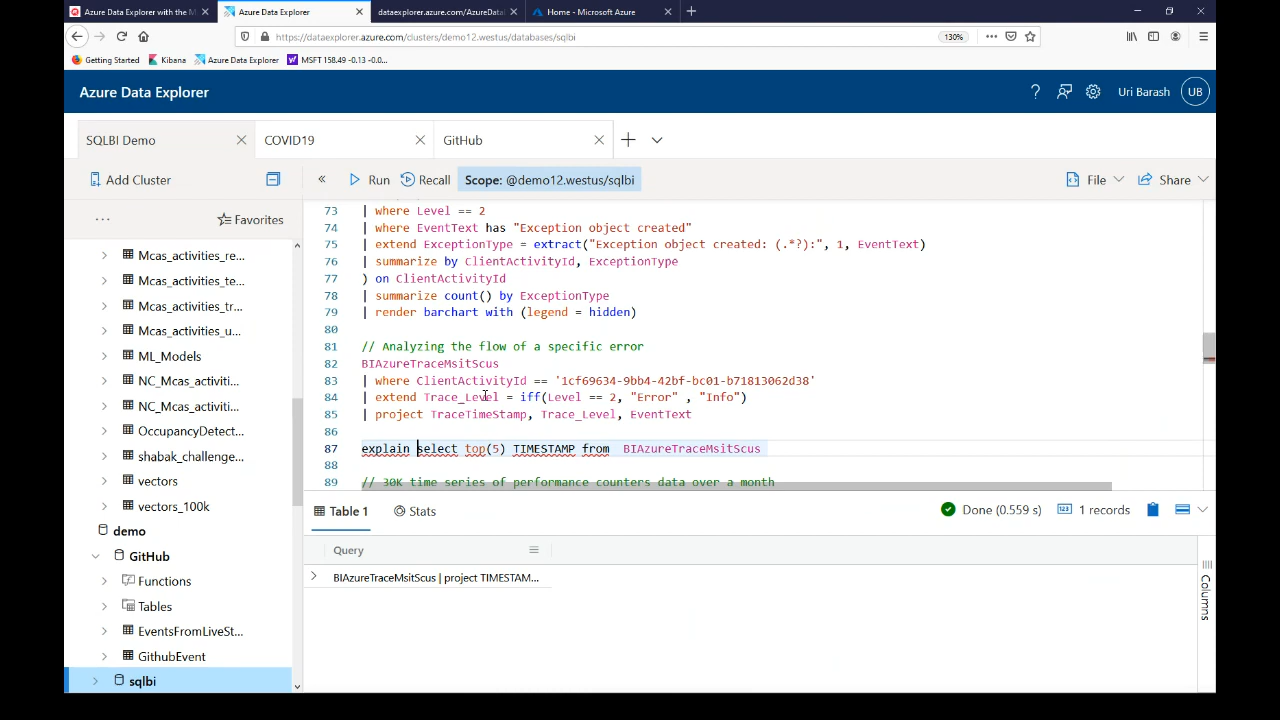 Azure Data Explorer with the M
Azure Data Explorer
dataexplorer.azure.com/AzureData
Home - Microsoft Azure
https://dataexplorer.azure.com/clusters/demo12.westus/databases/sqlbi
130%
Getting Started
Kibana
Azure Data Explorer
MSFT 158.49 -0.13 -0.0...
Azure Data Explorer
?
Uri Barash
UB
SQLBI Demo
COVID19
GitHub
Add Cluster
Run
Recall
Scope: @demo12.westus/sqlbi
File
Share
...
Favorites
Mcas_activities_re...
Mcas_activities_te...
Mcas_activities_tr...
Mcas_activities_u...
ML_Models
NC_Mcas_activiti...
NC_Mcas_activiti...
OccupancyDetect...
shabak_challenge...
vectors
vectors_100k
demo
GitHub
Functions
Tables
EventsFromLiveSt...
GithubEvent
sqlbi
73 | where Level == 2
74 | where EventText has "Exception object created"
75 | extend ExceptionType = extract("Exception object created: (.*?):", 1, EventText)
76 | summarize by ClientActivityId, ExceptionType
77 ) on ClientActivityId
78 | summarize count() by ExceptionType
79 | render barchart with (legend = hidden)
80
81 // Analyzing the flow of a specific error
82 BIAzureTraceMsitScus
83 | where ClientActivityId == '1cf69634-9bb4-42bf-bc01-b71813062d38'
84 | extend Trace_Level = iff(Level == 2, "Error" , "Info")
85 | project TraceTimeStamp, Trace_Level, EventText
86
87 explain select top(5) TIMESTAMP from  BIAzureTraceMsitScus
88
89 // 30K time series of performance counters data over a month
Table 1
Stats
Done (0.559 s)
123
1 records
Query
BIAzureTraceMsitScus | project TIMESTAM...
Columns